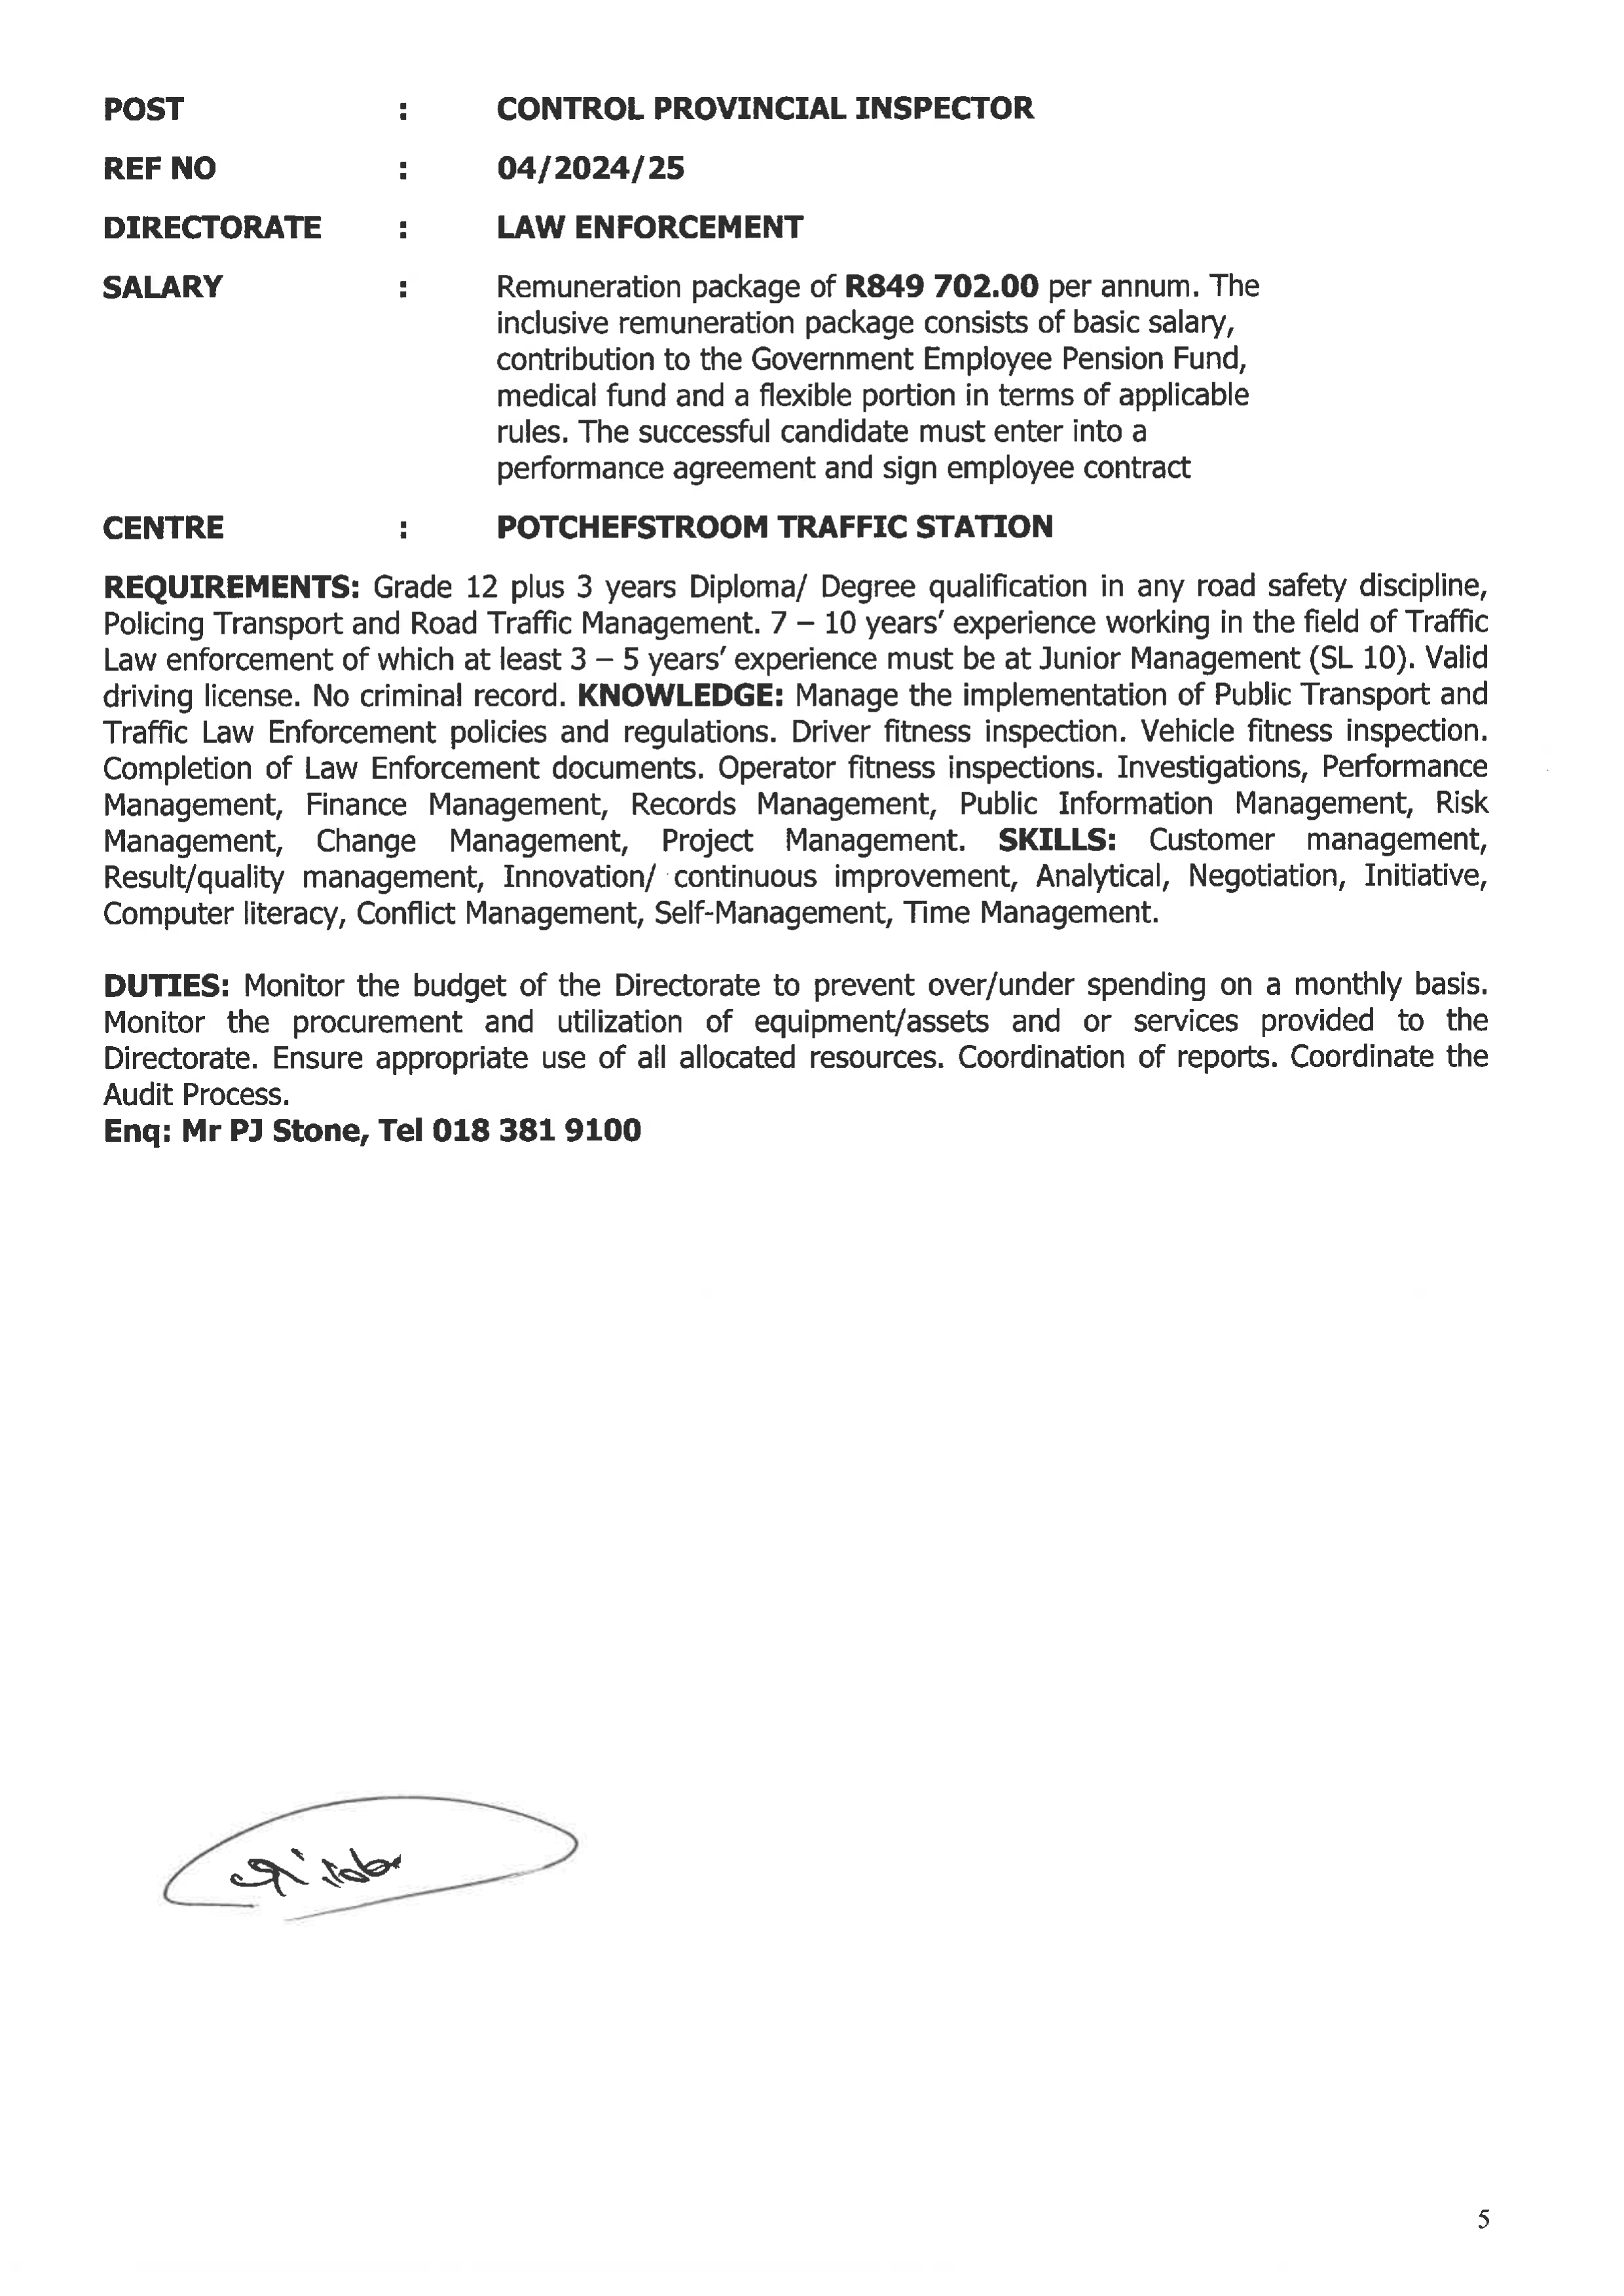 POST : CONTROL PROVINCIAL INSPECTOR
REF NO : 04/2024/25
DIRECTORATE : LAW ENFORCEMENT
SALARY : Remuneration package of R849 702.00 per annum. The
inclusive remuneration package consists of basic salary,
contribution to the Government Employee Pension Fund,
medical fund and a flexible portion in terms of applicable
rules. The successful candidate must enter into a
performance agreement and sign employee contract
CENTRE : POTCHEFSTROOM TRAFFIC STATION
REQUIREMENTS: Grade 12 plus 3 years Diploma/ Degree qualification in any road safety discipline,
Policing Transport and Road Traffic Management. 7 – 10 years’ experience working in the field of Traffic
Law enforcement of which at least 3 – 5 years’ experience must be at Junior Management (SL 10). Valid
driving license. No criminal record. KNOWLEDGE: Manage the implementation of Public Transport and
Traffic Law Enforcement policies and regulations. Driver fitness inspection. Vehicle fitness inspection.
Completion of Law Enforcement documents. Operator fitness inspections. Investigations, Performance
Management, Finance Management, Records Management, Public Information Management, Risk
Management, Change Management, Project Management. SKILLS: Customer management,
Result/quality management, Innovation/ continuous improvement, Analytical, Negotiation, Initiative,
Computer literacy, Conflict Management, Self-Management, Time Management.
DUTIES: Monitor the budget of the Directorate to prevent over/under spending on a monthly basis.
Monitor the procurement and utilization of equipment/assets and or services provided to the
Directorate. Ensure appropriate use of all allocated resources. Coordination of reports. Coordinate the
Audit Process.
Enq: Mr PJ Stone, Tel 018 381 9100
5